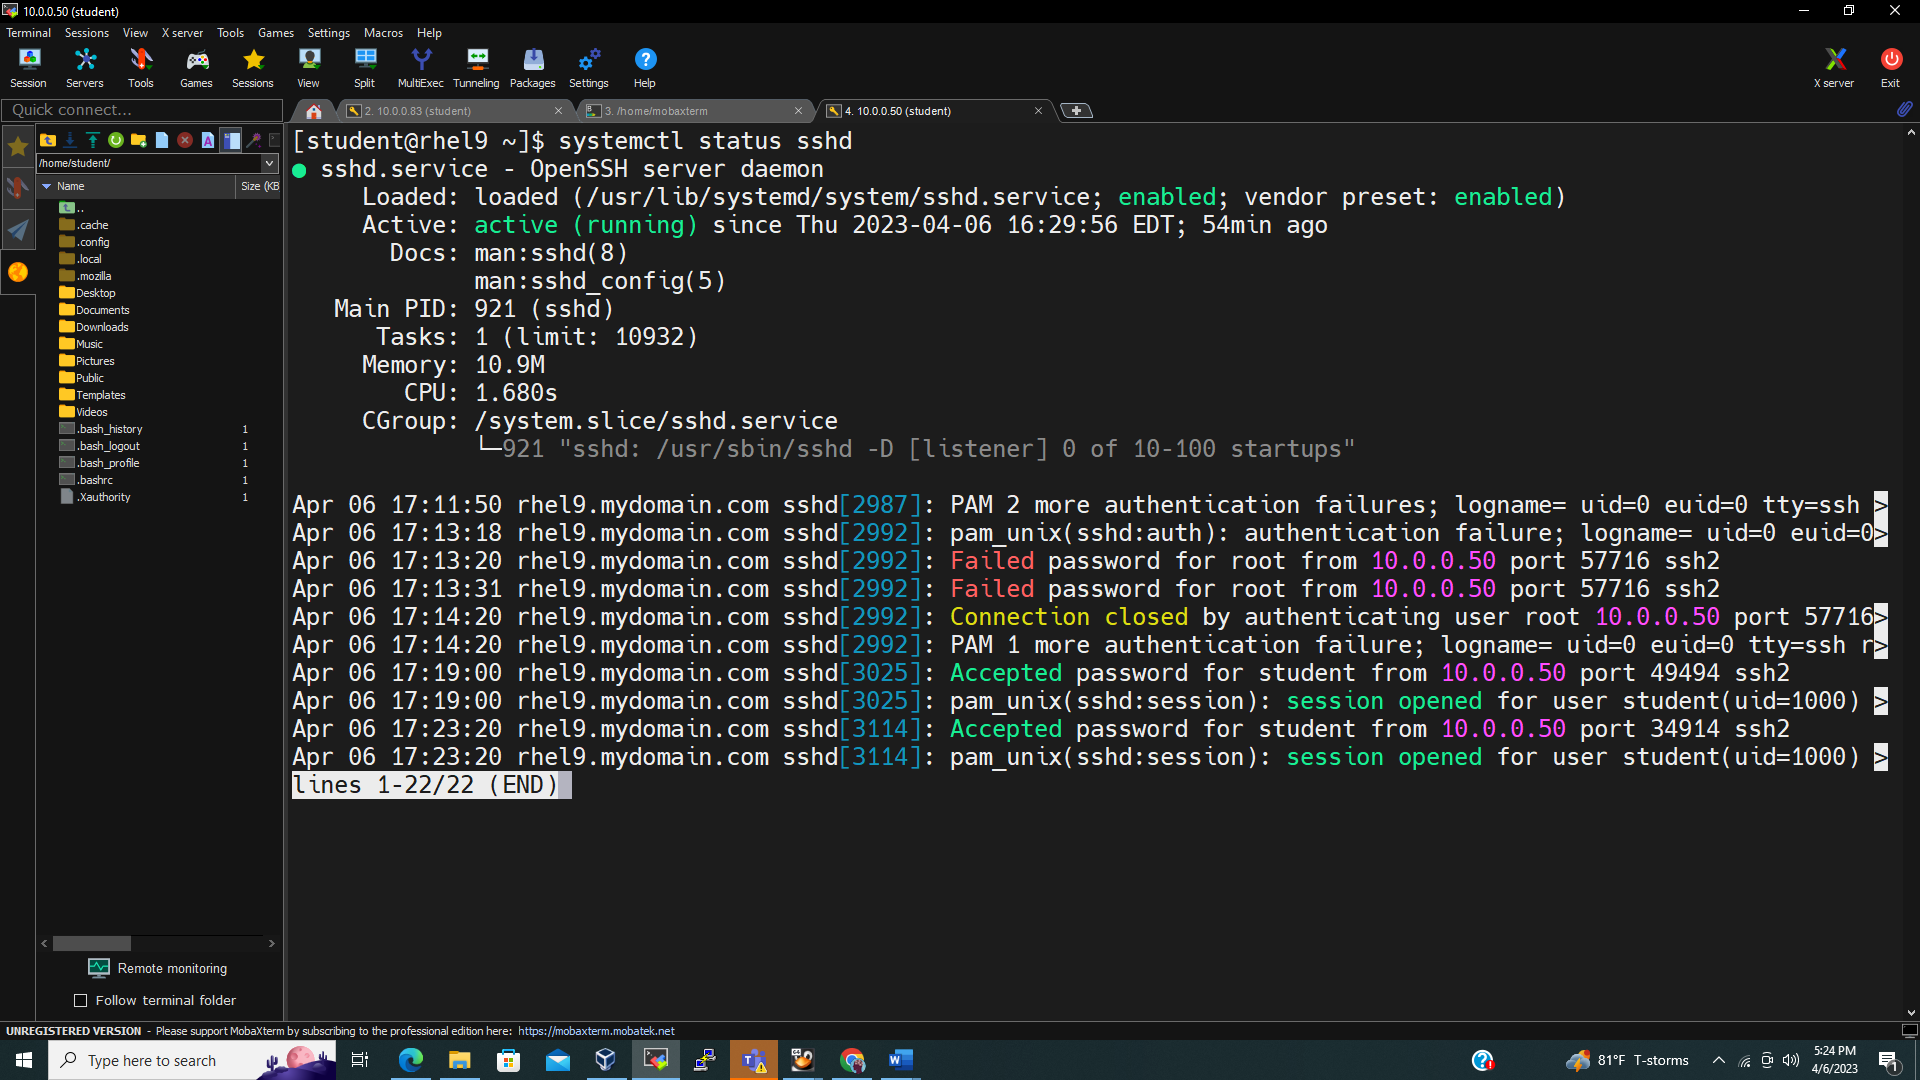 10.0.0.50 (student)
Terminal Sessions View X server Tools Games Settings Macros Help
Session Servers Tools Games Sessions View Split MultiExec Tunneling Packages Settings Help X server Exit
Quick connect...
2. 10.0.0.83 (student)
3. /home/mobaxterm
4. 10.0.0.50 (student)
/home/student/
Name Size (KB
..
.cache
.config
.local
.mozilla
Desktop
Documents
Downloads
Music
Pictures
Public
Templates
Videos
.bash_history 1
.bash_logout 1
.bash_profile 1
.bashrc 1
.Xauthority 1
Remote monitoring
Follow terminal folder
[student@rhel9 ~]$ systemctl status sshd
● sshd.service - OpenSSH server daemon
Loaded: loaded (/usr/lib/systemd/system/sshd.service; enabled; vendor preset: enabled)
Active: active (running) since Thu 2023-04-06 16:29:56 EDT; 54min ago
Docs: man:sshd(8)
man:sshd_config(5)
Main PID: 921 (sshd)
Tasks: 1 (limit: 10932)
Memory: 10.9M
CPU: 1.680s
CGroup: /system.slice/sshd.service
└─921 "sshd: /usr/sbin/sshd -D [listener] 0 of 10-100 startups"
Apr 06 17:11:50 rhel9.mydomain.com sshd[2987]: PAM 2 more authentication failures; logname= uid=0 euid=0 tty=ssh >
Apr 06 17:13:18 rhel9.mydomain.com sshd[2992]: pam_unix(sshd:auth): authentication failure; logname= uid=0 euid=0>
Apr 06 17:13:20 rhel9.mydomain.com sshd[2992]: Failed password for root from 10.0.0.50 port 57716 ssh2
Apr 06 17:13:31 rhel9.mydomain.com sshd[2992]: Failed password for root from 10.0.0.50 port 57716 ssh2
Apr 06 17:14:20 rhel9.mydomain.com sshd[2992]: Connection closed by authenticating user root 10.0.0.50 port 57716>
Apr 06 17:14:20 rhel9.mydomain.com sshd[2992]: PAM 1 more authentication failure; logname= uid=0 euid=0 tty=ssh r>
Apr 06 17:19:00 rhel9.mydomain.com sshd[3025]: Accepted password for student from 10.0.0.50 port 49494 ssh2
Apr 06 17:19:00 rhel9.mydomain.com sshd[3025]: pam_unix(sshd:session): session opened for user student(uid=1000) >
Apr 06 17:23:20 rhel9.mydomain.com sshd[3114]: Accepted password for student from 10.0.0.50 port 34914 ssh2
Apr 06 17:23:20 rhel9.mydomain.com sshd[3114]: pam_unix(sshd:session): session opened for user student(uid=1000) >
lines 1-22/22 (END)
UNREGISTERED VERSION - Please support MobaXterm by subscribing to the professional edition here: https://mobaxterm.mobatek.net
Type here to search
81°F T-storms
5:24 PM
4/6/2023
1